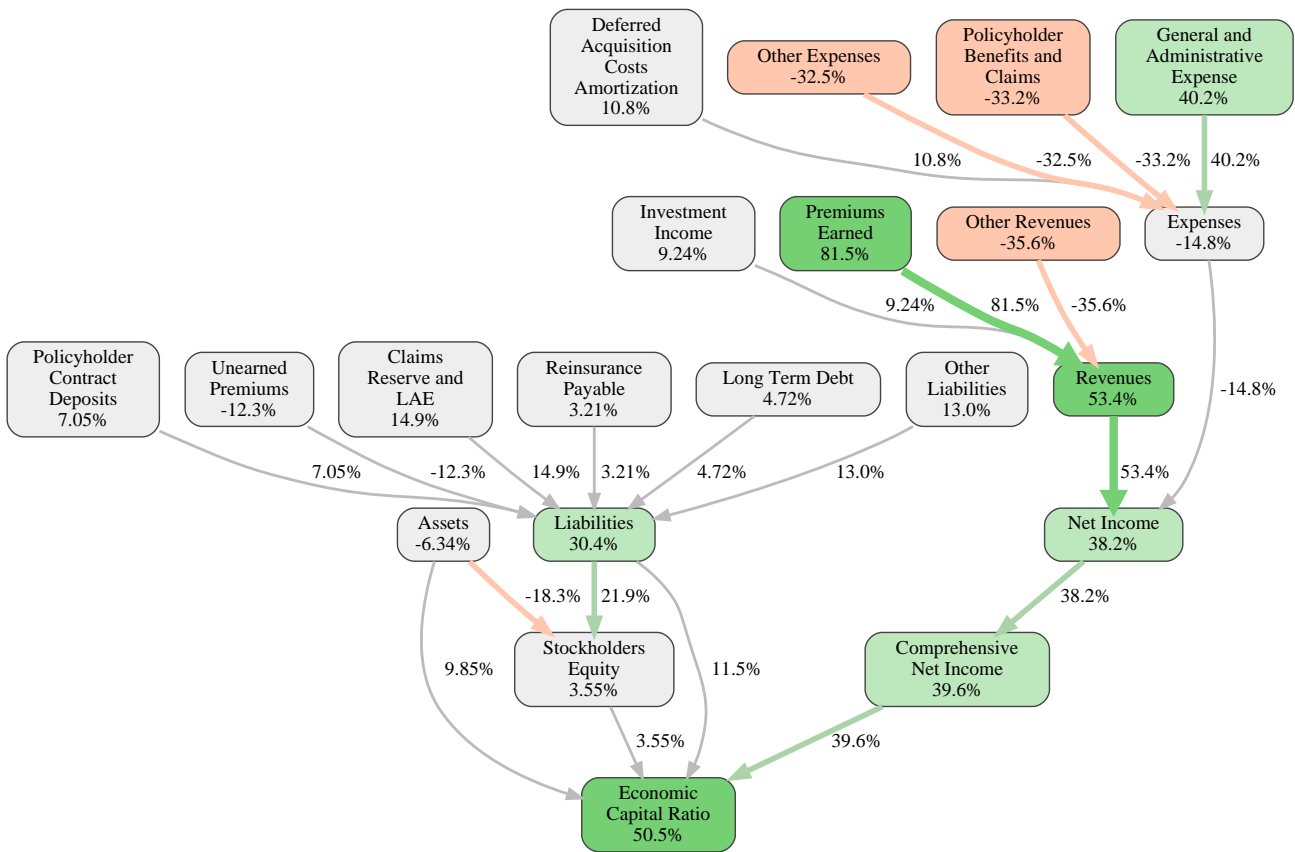 Deferred
Acquisition
Costs
Amortization
10.8%
Other Expenses
-32.5%
Policyholder
Benefits and
Claims
-33.2%
General and
Administrative
Expense
40.2%
10.8%
-32.5%
-33.2%
40.2%
Investment
Income
9.24%
Premiums
Earned
81.5%
Other Revenues
-35.6%
Expenses
-14.8%
9.24%
81.5%
-35.6%
-14.8%
Policyholder
Contract
Deposits
7.05%
Unearned
Premiums
-12.3%
Claims
Reserve and
LAE
14.9%
Reinsurance
Payable
3.21%
Long Term Debt
4.72%
Other
Liabilities
13.0%
Revenues
53.4%
7.05%
-12.3%
14.9%
3.21%
4.72%
13.0%
53.4%
Assets
-6.34%
Liabilities
30.4%
Net Income
38.2%
-18.3%
21.9%
38.2%
9.85%
Stockholders
Equity
3.55%
11.5%
Comprehensive
Net Income
39.6%
3.55%
39.6%
Economic
Capital Ratio
50.5%